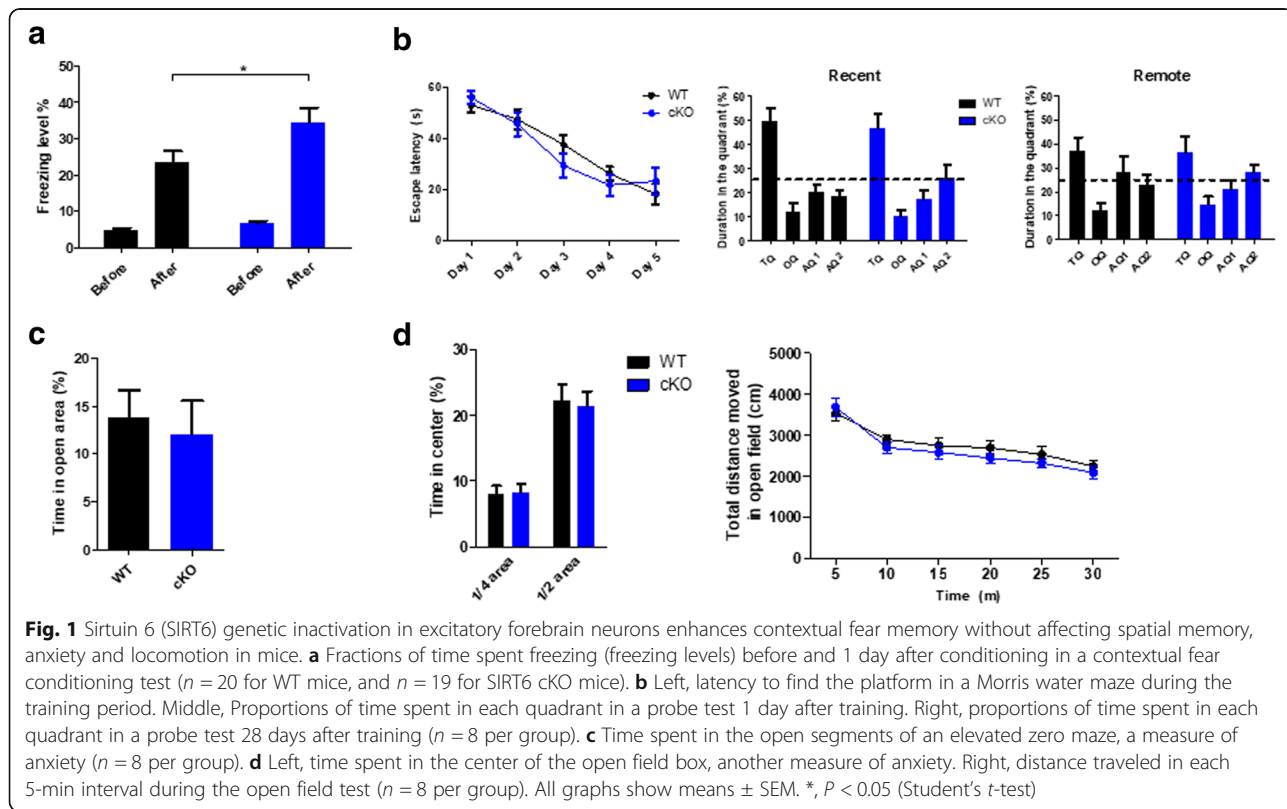 a
Freezing level %
50
40
30
20
10
0
*
Before
After
Before
After
b
Escape latency (s)
60
40
20
0
WT
cKO
Day 1
Day 2
Day 3
Day 4
Day 5
Recent
Duration in the quadrant (%)
60
50
40
30
20
10
0
WT
cKO
TQ
OQ
AQ 1
AQ 2
TQ
OQ
AQ 1
AQ 2
Remote
Duration in the quadrant (%)
60
50
40
30
20
10
0
TQ
OQ
AQ1
AQ2
TQ
OQ
AQ1
AQ2
c
Time in open area (%)
20
15
10
5
0
WT
cKO
d
Time in center (%)
30
20
10
0
WT
cKO
1/4 area
1/2 area
Total distance moved
in open field (cm)
5000
4000
3000
2000
1000
0
5 10 15 20 25 30
Time (m)
Fig. 1 Sirtuin 6 (SIRT6) genetic inactivation in excitatory forebrain neurons enhances contextual fear memory without affecting spatial memory,
anxiety and locomotion in mice. a Fractions of time spent freezing (freezing levels) before and 1 day after conditioning in a contextual fear
conditioning test (n = 20 for WT mice, and n = 19 for SIRT6 cKO mice). b Left, latency to find the platform in a Morris water maze during the
training period. Middle, Proportions of time spent in each quadrant in a probe test 1 day after training. Right, proportions of time spent in each
quadrant in a probe test 28 days after training (n = 8 per group). c Time spent in the open segments of an elevated zero maze, a measure of
anxiety (n = 8 per group). d Left, time spent in the center of the open field box, another measure of anxiety. Right, distance traveled in each
5-min interval during the open field test (n = 8 per group). All graphs show means ± SEM. *, P < 0.05 (Student's t-test)